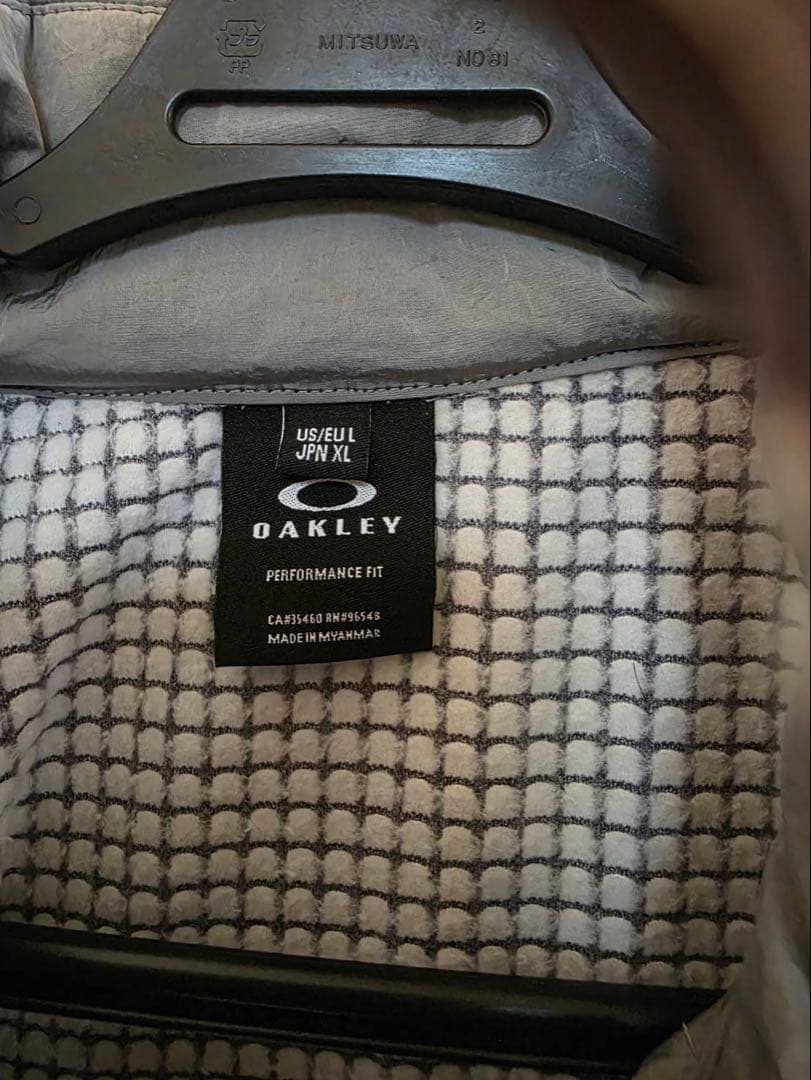 2
MITSUWA
NO 81
PP
US/EU L
JPN XL
OAKLEY
PERFORMANCE FIT
CA#35460 RN#96548
MADE IN MYANMAR